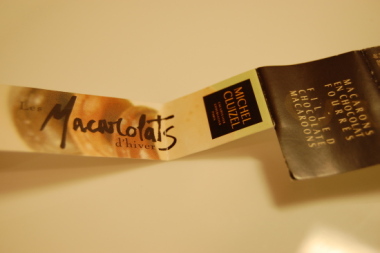 Les
Macarolats
d'hiver
MICHEL
CLUIZEL
MACARONS
EN CHOCOLAT
FOURRÉS
FILLED
CHOCOLATE
MACAROONS